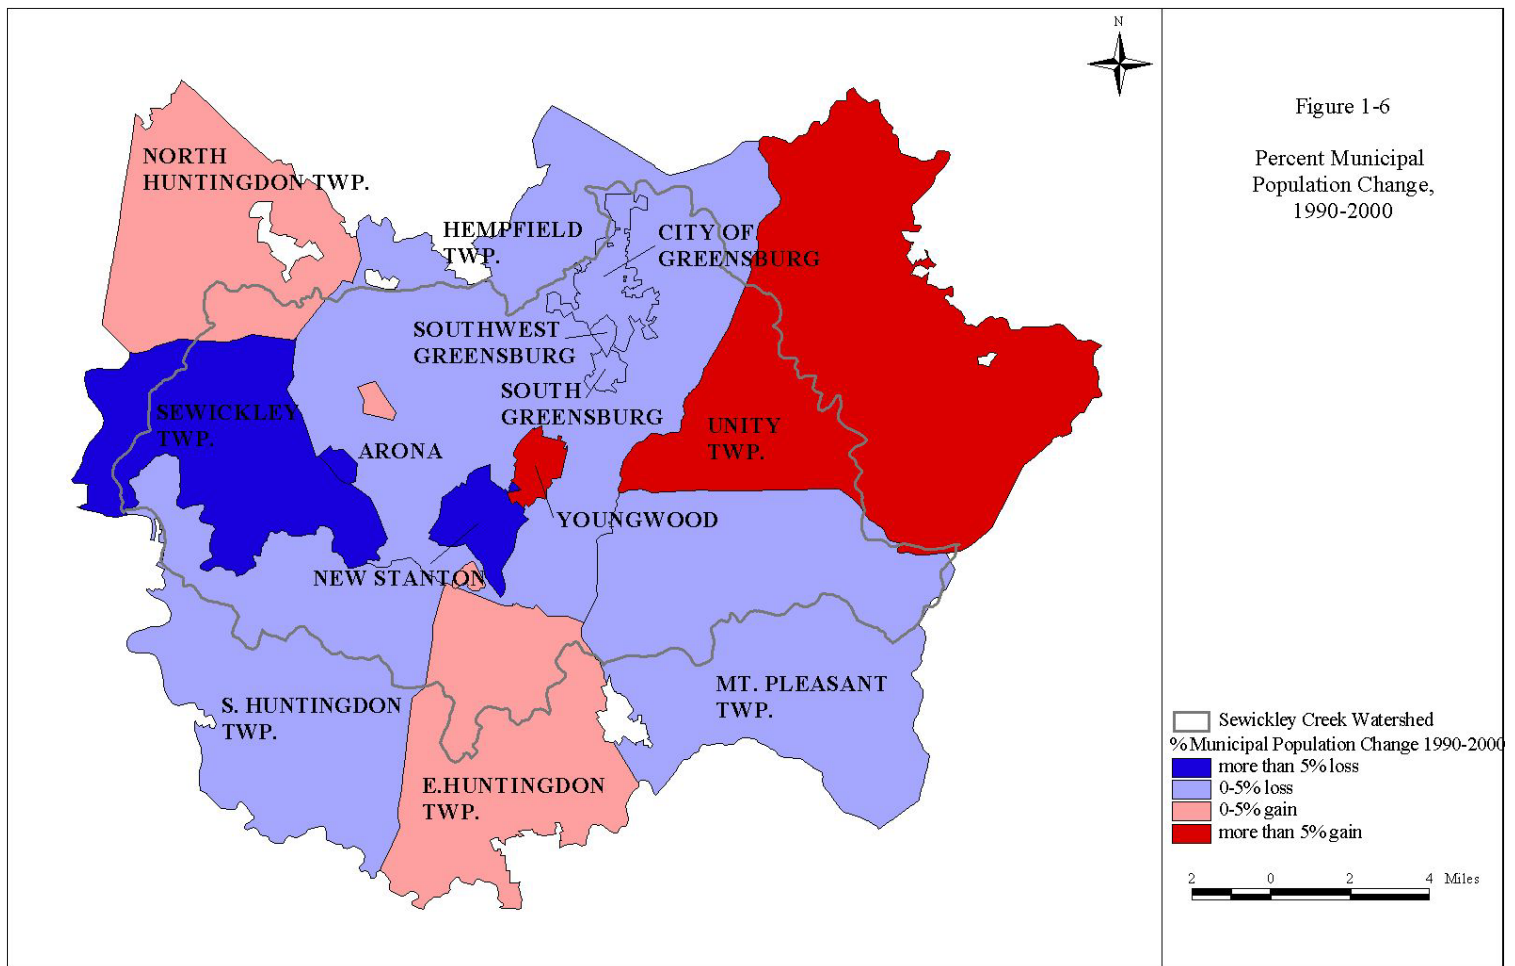 N
Figure 1-6
Percent Municipal
Population Change,
1990-2000
NORTH
HUNTINGDON TWP.
HEMPFIELD
TWP.
CITY OF
GREENSBURG
SOUTHWEST
GREENSBURG
SOUTH
GREENSBURG
SEWICKLEY
TWP.
ARONA
UNITY
TWP.
YOUNGWOOD
NEW STANTON
S. HUNTINGDON
TWP.
MT. PLEASANT
TWP.
E.HUNTINGDON
TWP.
Sewickley Creek Watershed
% Municipal Population Change 1990-2000
more than 5% loss
0-5% loss
0-5% gain
more than 5% gain
2 0 2 4 Miles